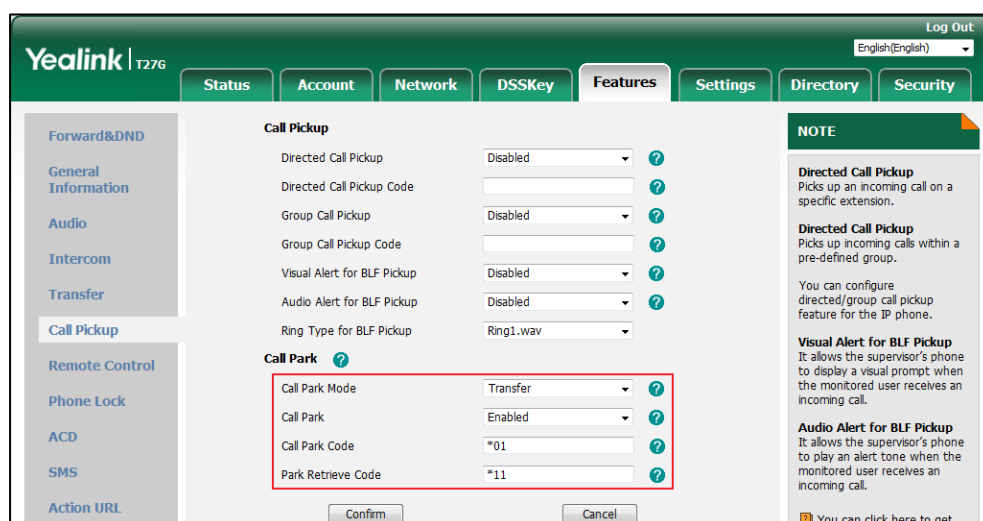 Log Out
Yealink T27G
English(English)
Status
Account
Network
DSSKey
Features
Settings
Directory
Security
Forward&DND
General
Information
Audio
Intercom
Transfer
Call Pickup
Remote Control
Phone Lock
ACD
SMS
Action URL
Call Pickup
Directed Call Pickup Disabled ?
Directed Call Pickup Code ?
Group Call Pickup Disabled ?
Group Call Pickup Code ?
Visual Alert for BLF Pickup Disabled ?
Audio Alert for BLF Pickup Disabled ?
Ring Type for BLF Pickup Ring1.wav
Call Park ?
Call Park Mode Transfer ?
Call Park Enabled ?
Call Park Code *01 ?
Park Retrieve Code *11 ?
Confirm Cancel
NOTE
Directed Call Pickup
Picks up an incoming call on a
specific extension.
Directed Call Pickup
Picks up incoming calls within a
pre-defined group.
You can configure
directed/group call pickup
feature for the IP phone.
Visual Alert for BLF Pickup
It allows the supervisor's phone
to display a visual prompt when
the monitored user receives an
incoming call.
Audio Alert for BLF Pickup
It allows the supervisor's phone
to play an alert tone when the
monitored user receives an
incoming call.
? You can click here to get